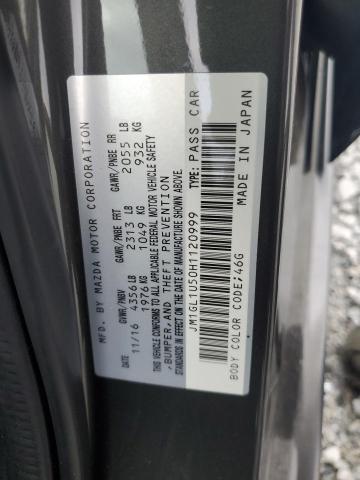 MFD. BY MAZDA MOTOR CORPORATION
GVWR/PNBV GAWR/PNBE FRT GAWR/PNBE RR
11/16 4356 LB 2313 LB 2055 LB
1976 KG 1049 KG 932 KG
THIS VEHICLE CONFORMS TO ALL APPLICABLE FEDERAL MOTOR VEHICLE SAFETY
, BUMPER, AND THEFT PREVENTION
STANDARDS IN EFFECT ON THE DATE OF MANUFACTURE SHOWN ABOVE.
JM1GL1U50H1120999 TYPE: PASS CAR
BODY COLOR CODE:46G MADE IN JAPAN